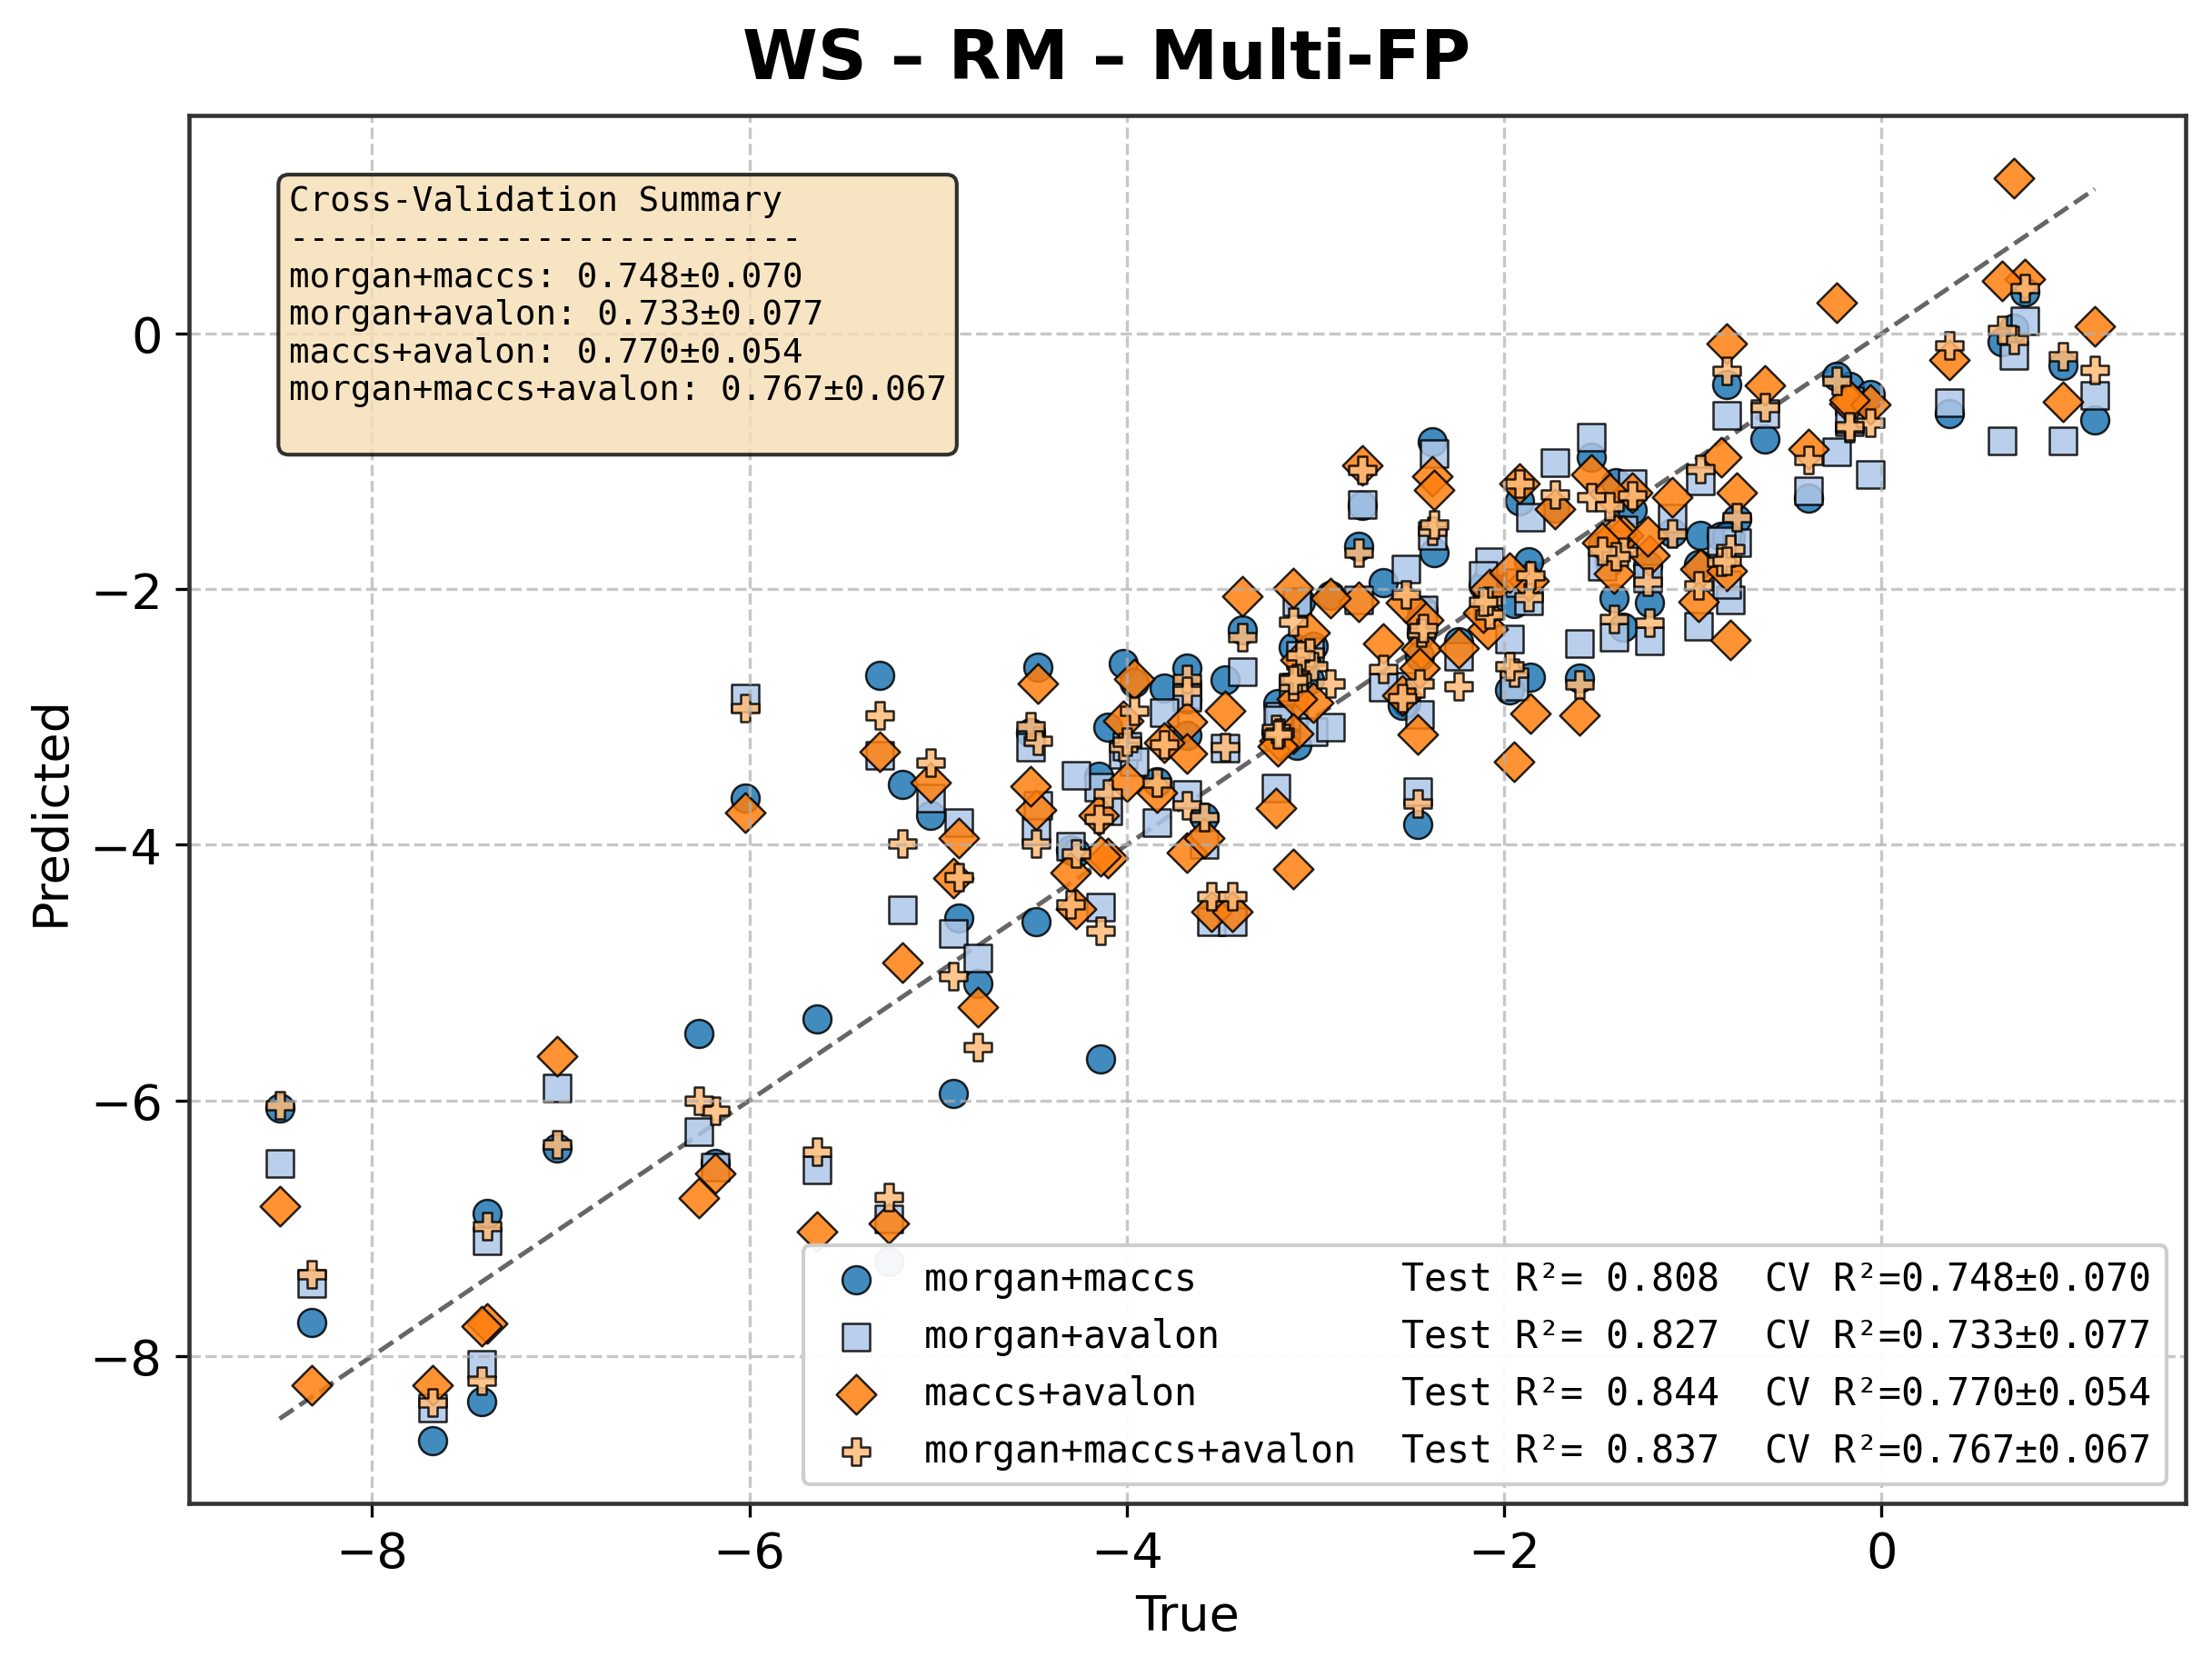 WS – RM – Multi-FP
Cross-Validation Summary
-------------------------
morgan+maccs: 0.748±0.070
morgan+avalon: 0.733±0.077
maccs+avalon: 0.770±0.054
morgan+maccs+avalon: 0.767±0.067
Predicted
0
−2
−4
−6
−8
morgan+maccs Test R²= 0.808 CV R²=0.748±0.070
morgan+avalon Test R²= 0.827 CV R²=0.733±0.077
maccs+avalon Test R²= 0.844 CV R²=0.770±0.054
morgan+maccs+avalon Test R²= 0.837 CV R²=0.767±0.067
−8 −6 −4 −2 0
True